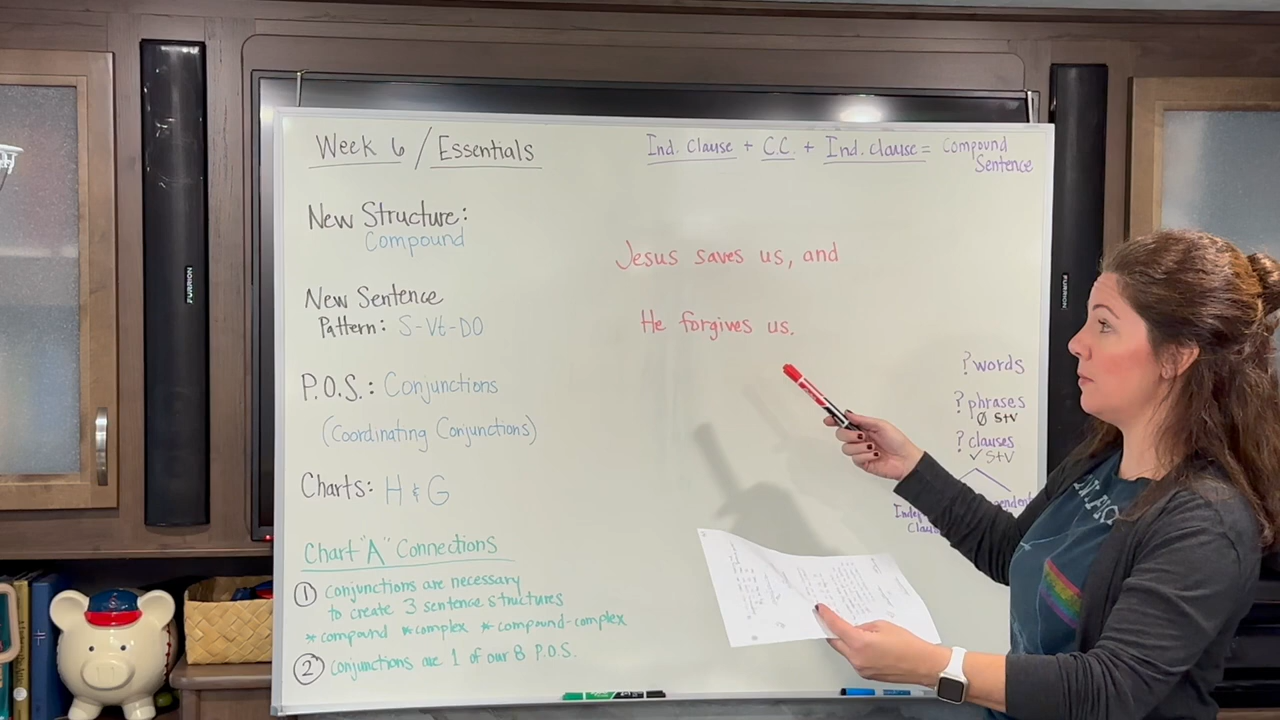 Week 6 / Essentials
Ind. Clause + C.C. + Ind. clause = Compound
Sentence
New Structure:
Compound
Jesus saves us, and
He forgives us.
New Sentence
Pattern: S-Vt-DO
P.O.S.: Conjunctions
(Coordinating Conjunctions)
Charts: H & G
Chart "A" Connections
① Conjunctions are necessary
to create 3 sentence structures
* compound * complex * compound-complex
② Conjunctions are 1 of our 8 P.O.S.
? words
? phrases
Ø S+V
? clauses
✓ S+V
FURRION
FURRION